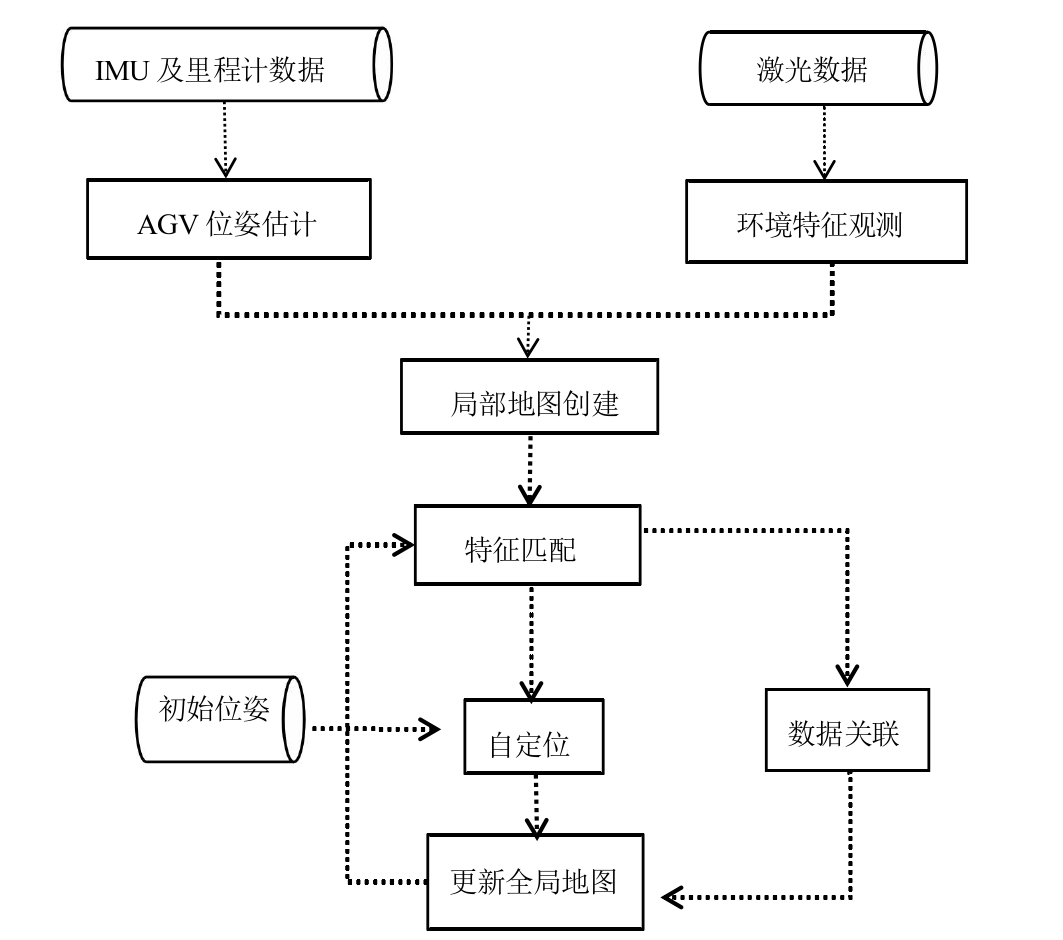 IMU 及里程计数据
激光数据
AGV 位姿估计
环境特征观测
局部地图创建
特征匹配
初始位姿
自定位
数据关联
更新全局地图